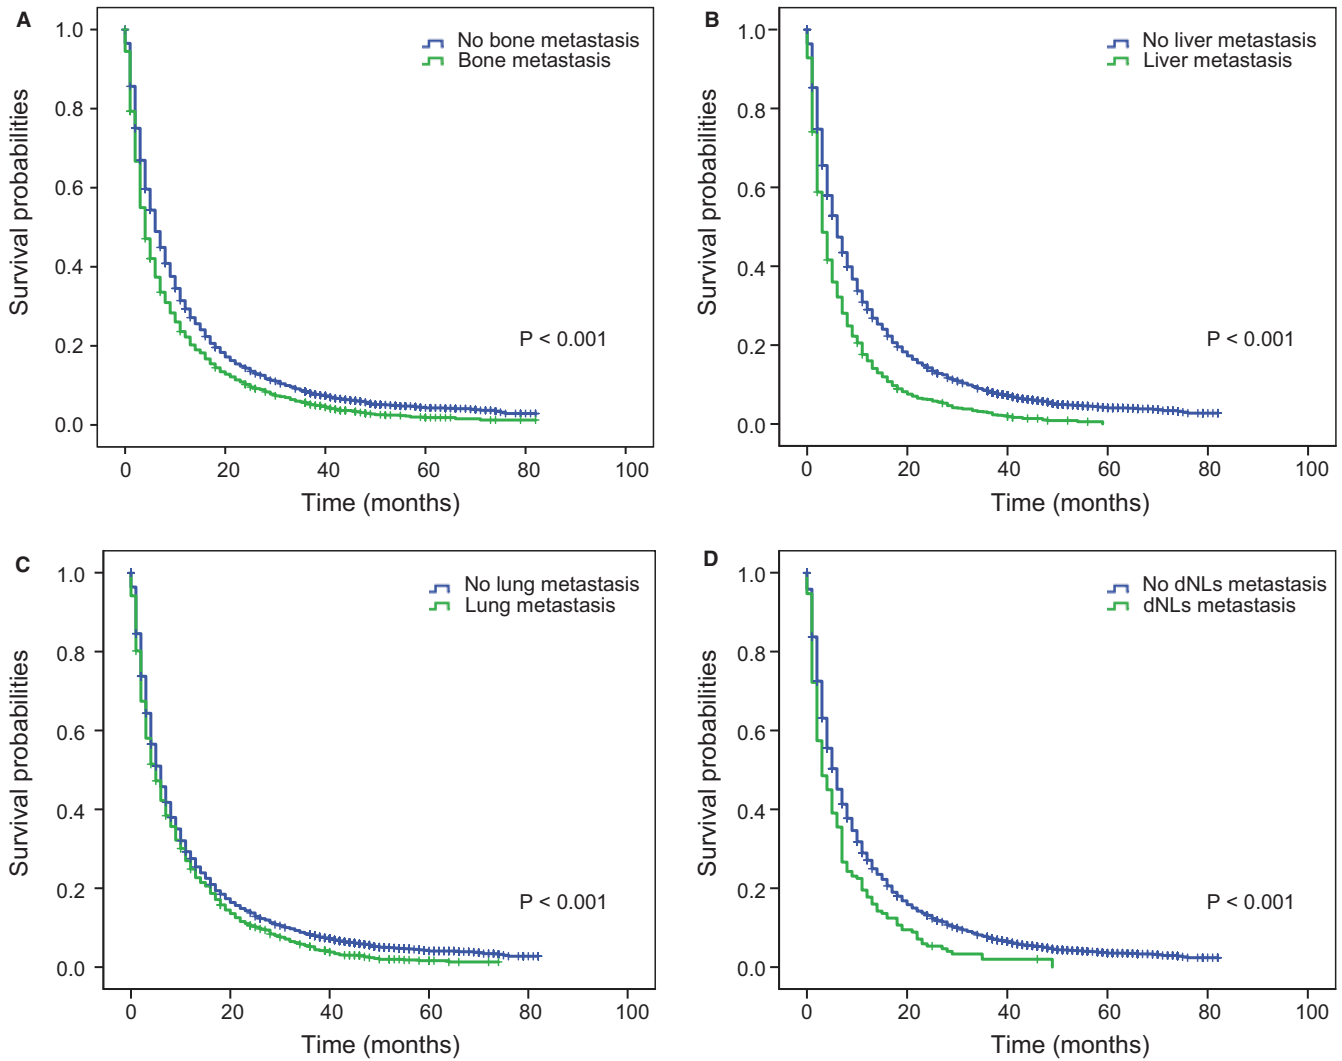 A
No bone metastasis
Bone metastasis
Survival probabilities
1.0
0.8
0.6
0.4
0.2
0.0
P < 0.001
0 20 40 60 80 100
Time (months)
B
No liver metastasis
Liver metastasis
Survival probabilities
1.0
0.8
0.6
0.4
0.2
0.0
P < 0.001
0 20 40 60 80 100
Time (months)
C
No lung metastasis
Lung metastasis
Survival probabilities
1.0
0.8
0.6
0.4
0.2
0.0
P < 0.001
0 20 40 60 80 100
Time (months)
D
No dNLs metastasis
dNLs metastasis
Survival probabilities
1.0
0.8
0.6
0.4
0.2
0.0
P < 0.001
0 20 40 60 80 100
Time (months)